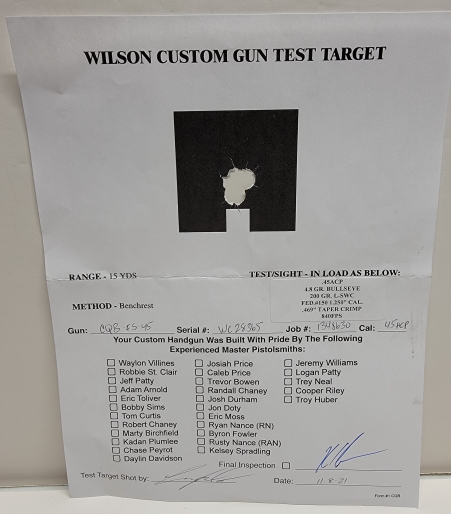 WILSON CUSTOM GUN TEST TARGET
RANGE - 15 YDS
TEST/SIGHT - IN LOAD AS BELOW:
.45ACP
4.8 GR. BULLSEYE
200 GR. L-SWC
FED.#150 1.250" CAL.
.469" TAPER CRIMP
840FPS
METHOD - Benchrest
Gun: CQB SS 45 Serial #: WC29365 Job #: 1348630 Cal: 45ACP
Your Custom Handgun Was Built With Pride By The Following
Experienced Master Pistolsmiths:
Waylon Villines Josiah Price Jeremy Williams
Robbie St. Clair Caleb Price Logan Patty
Jeff Patty Trevor Bowen Trey Neal
Adam Arnold Randall Chaney Cooper Riley
Eric Toliver Josh Durham Troy Huber
Bobby Sims Jon Doty
Tom Curtis Eric Moss
Robert Chaney Ryan Nance (RN)
Marty Birchfield Byron Fowler
Kadan Plumlee Rusty Nance (RAN)
Chase Peyrot Kelsey Spradling
Daylin Davidson
Final Inspection
Test Target Shot by:
Date: 11-8-21
Form #1 CGB